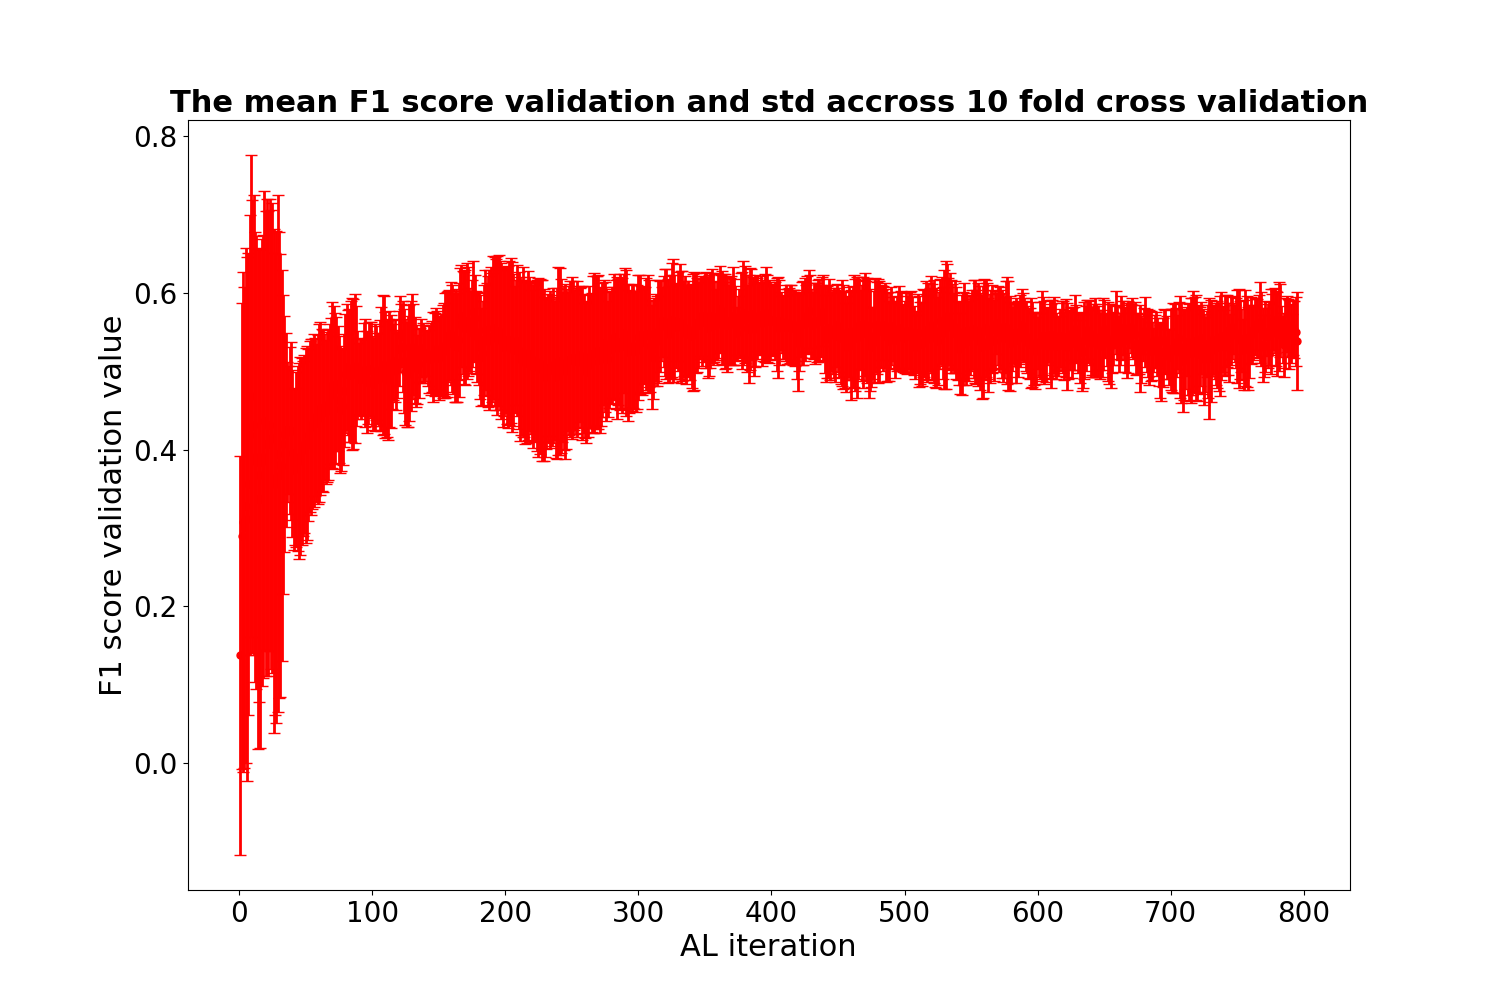 The mean F1 score validation and std accross 10 fold cross validation
0.8
0.6
0.4
0.2
0.0
F1 score validation value
0 100 200 300 400 500 600 700 800
AL iteration